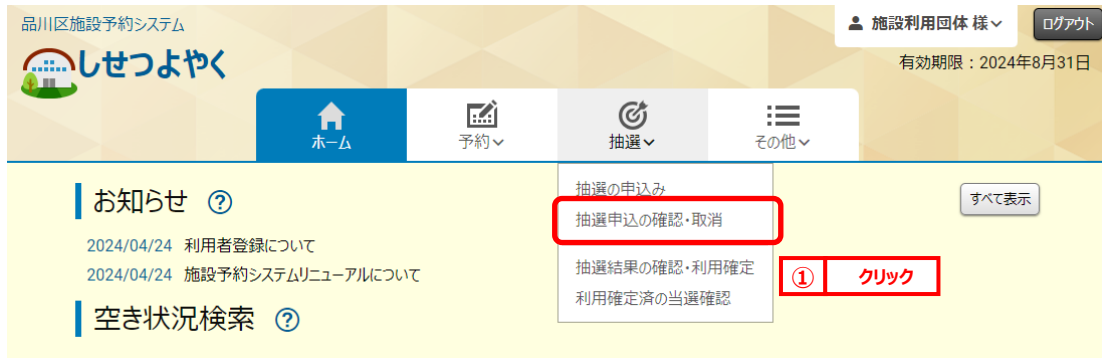 品川区施設予約システム
施設利用団体 様
ログアウト
しせつよやく
有効期限：2024年8月31日
ホーム
予約
抽選
その他
抽選の申込み
抽選申込の確認・取消
抽選結果の確認・利用確定
利用確定済の当選確認
お知らせ ?
すべて表示
2024/04/24 利用者登録について
2024/04/24 施設予約システムリニューアルについて
① クリック
空き状況検索 ?